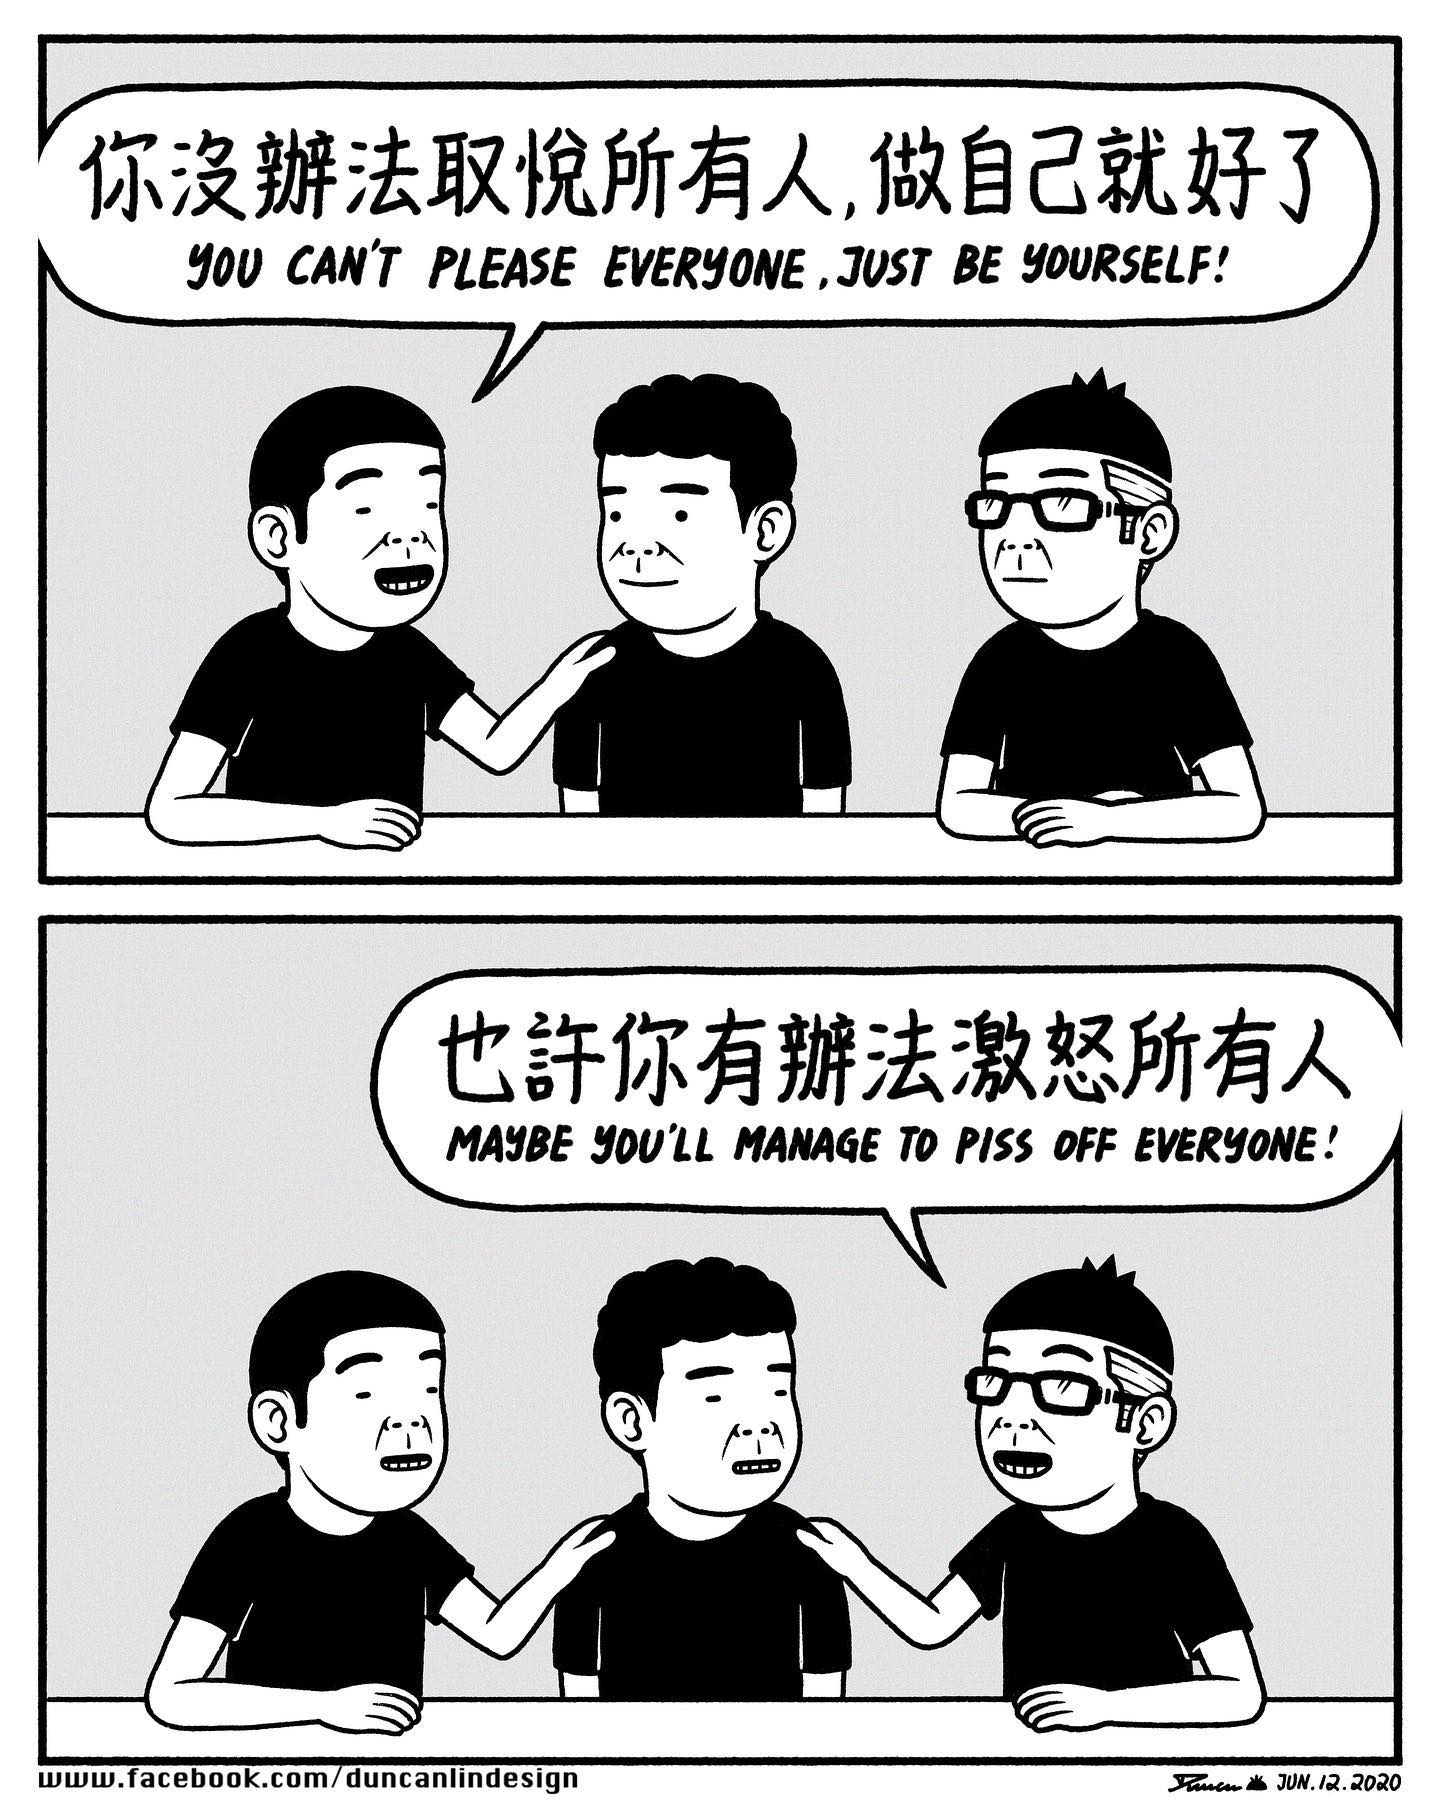 你沒辦法取悅所有人,做自己就好了
YOU CAN'T PLEASE EVERYONE, JUST BE YOURSELF!
也許你有辦法激怒所有人
MAYBE YOU'LL MANAGE TO PISS OFF EVERYONE!
www.facebook.com/duncanlindesign
Duncan JUN.12.2020